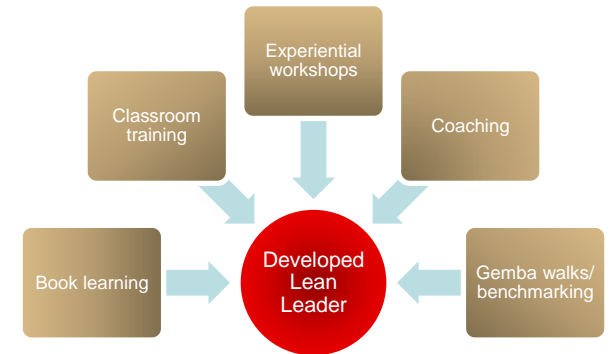 Experiential
workshops
Classroom
training
Coaching
Book learning
Developed
Lean
Leader
Gemba walks/
benchmarking